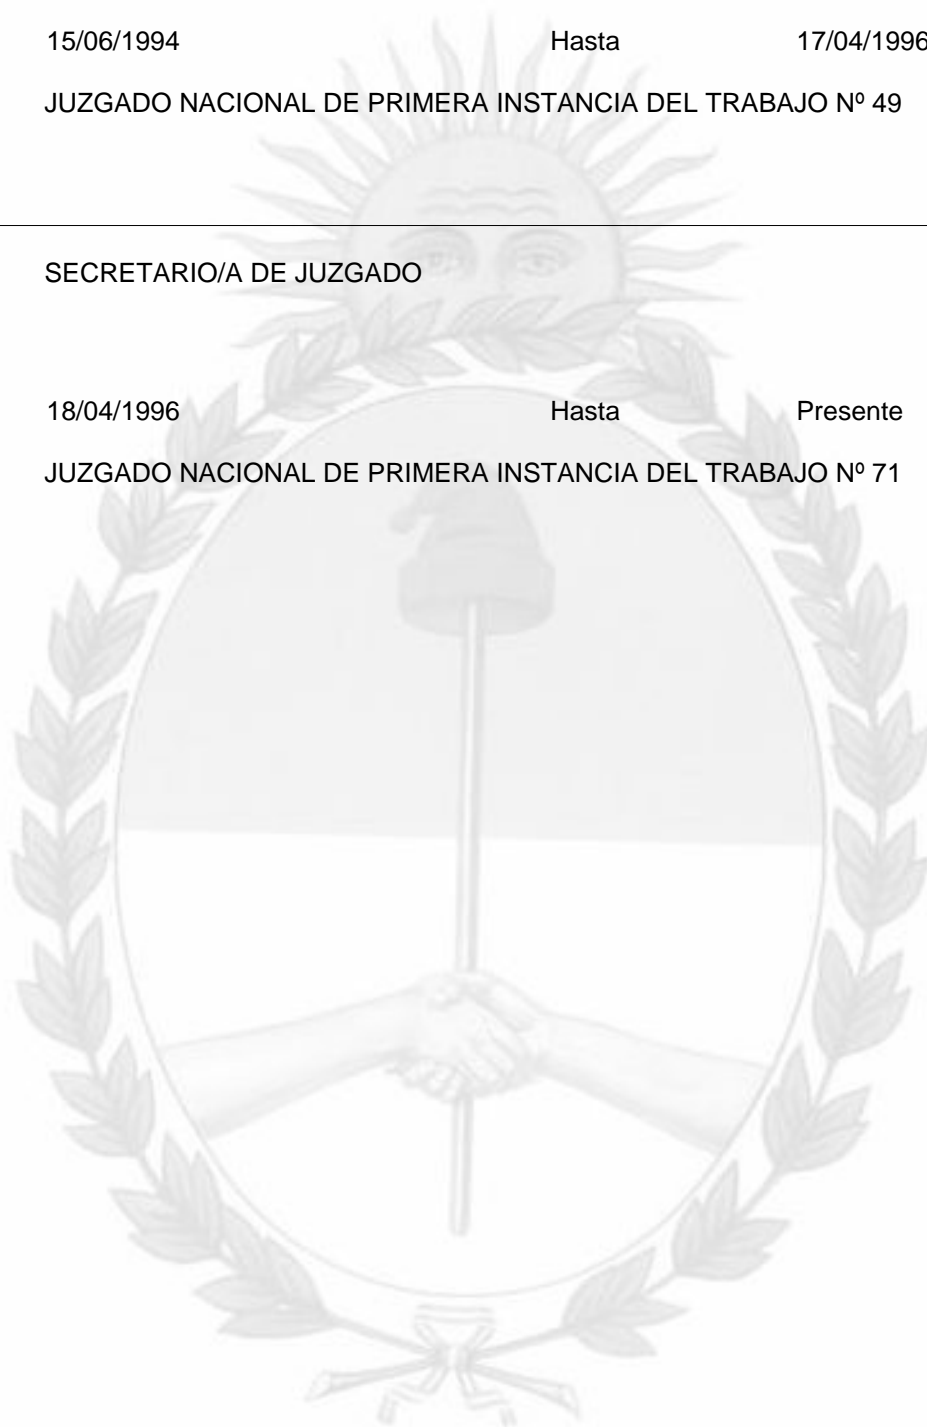 15/06/1994 Hasta 17/04/1996
JUZGADO NACIONAL DE PRIMERA INSTANCIA DEL TRABAJO Nº 49
SECRETARIO/A DE JUZGADO
18/04/1996 Hasta Presente
JUZGADO NACIONAL DE PRIMERA INSTANCIA DEL TRABAJO Nº 71